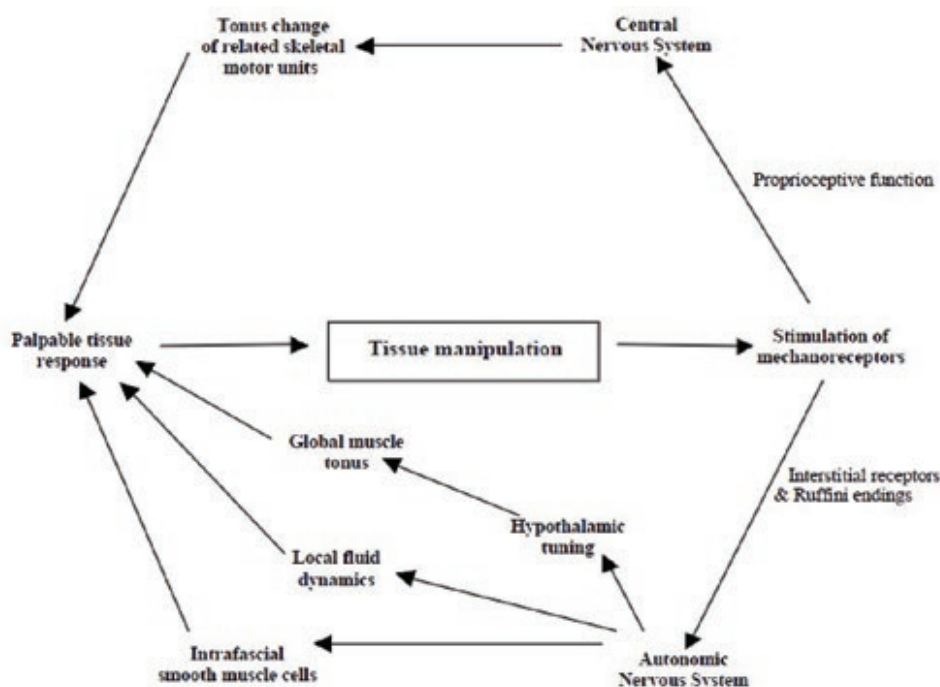 Tonus change
of related skeletal
motor units
Central
Nervous System
Proprioceptive function
Palpable tissue
response
Tissue manipulation
Stimulation of
mechanoreceptors
Global muscle
tonus
Interstitial receptors
& Ruffini endings
Hypothalamic
tuning
Local fluid
dynamics
Intrafascial
smooth muscle cells
Autonomic
Nervous System